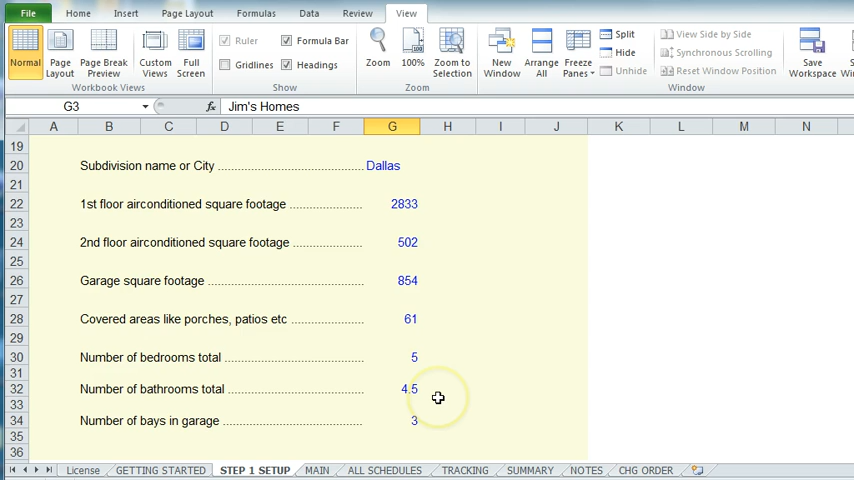 File Home Insert Page Layout Formulas Data Review View
Ruler Formula Bar Split View Side by Side
Gridlines Headings Hide Synchronous Scrolling
Normal Page Layout Page Break Preview Custom Views Full Screen Zoom 100% Zoom to Selection New Window Arrange All Freeze Panes Unhide Reset Window Position Save Workspace
Workbook Views Show Zoom Window
G3 fx Jim's Homes
A B C D E F G H I J K L M N
19
20 Subdivision name or City ........................................ Dallas
21
22 1st floor airconditioned square footage .................... 2833
23
24 2nd floor airconditioned square footage ................... 502
25
26 Garage square footage ........................................... 854
27
28 Covered areas like porches, patios etc .................... 61
29
30 Number of bedrooms total ...................................... 5
31
32 Number of bathrooms total ..................................... 4.5
33
34 Number of bays in garage ...................................... 3
35
36
License GETTING STARTED STEP 1 SETUP MAIN ALL SCHEDULES TRACKING SUMMARY NOTES CHG ORDER